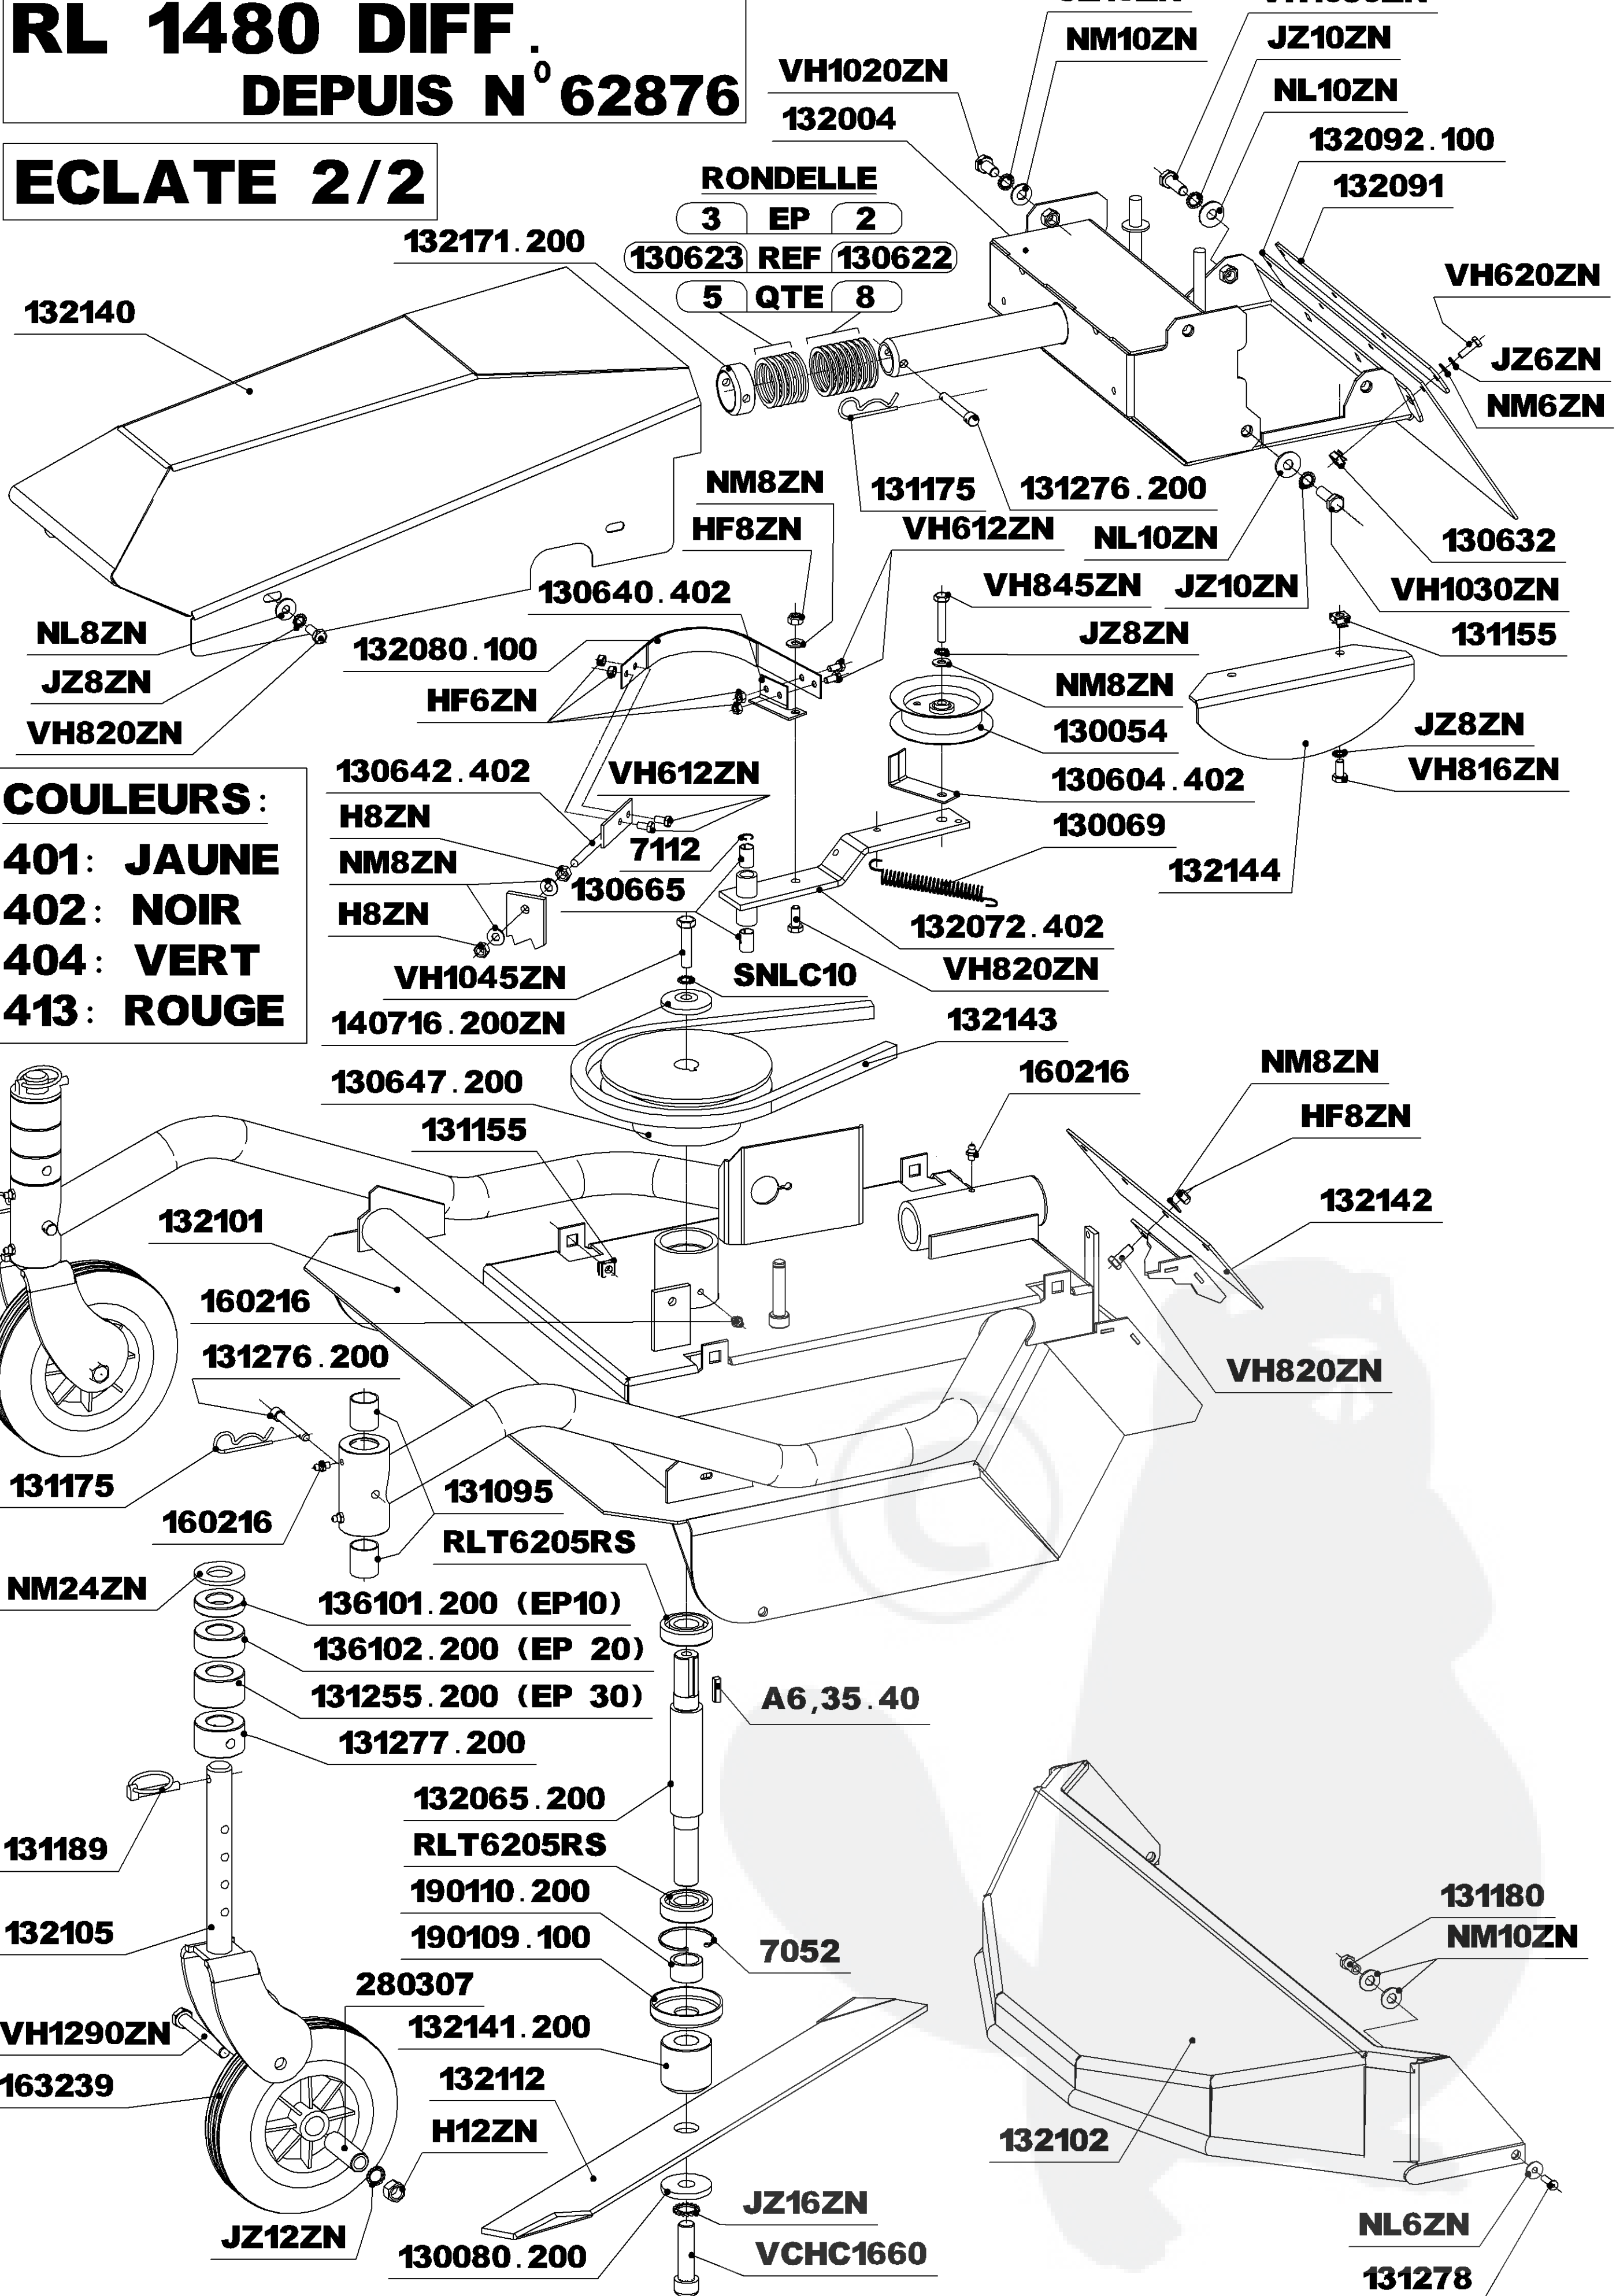 RL 1480 DIFF.
DEPUIS N° 62876
ECLATE 2/2
NM10ZN
JZ10ZN
VH1020ZN
NL10ZN
132004
132092.100
132091
RONDELLE
3 EP 2
130623 REF 130622
5 QTE 8
132171.200
132140
VH620ZN
JZ6ZN
NM6ZN
NM8ZN
131175
131276.200
HF8ZN
VH612ZN
NL10ZN
130632
130640.402
VH845ZN
JZ10ZN
VH1030ZN
NL8ZN
132080.100
JZ8ZN
131155
JZ8ZN
HF6ZN
NM8ZN
VH820ZN
130054
JZ8ZN
130642.402
VH612ZN
130604.402
VH816ZN
COULEURS:
401: JAUNE
402: NOIR
404: VERT
413: ROUGE
H8ZN
7112
130069
NM8ZN
130665
132144
H8ZN
132072.402
VH1045ZN
SNLC10
VH820ZN
140716.200ZN
132143
130647.200
160216
NM8ZN
131155
HF8ZN
132101
132142
160216
131276.200
VH820ZN
131175
131095
160216
RLT6205RS
NM24ZN
136101.200 (EP10)
136102.200 (EP 20)
131255.200 (EP 30)
A6,35.40
131277.200
132065.200
131189
RLT6205RS
190110.200
131180
132105
190109.100
7052
NM10ZN
280307
VH1290ZN
132141.200
163239
132112
H12ZN
132102
JZ16ZN
JZ12ZN
NL6ZN
130080.200
VCHC1660
131278
©